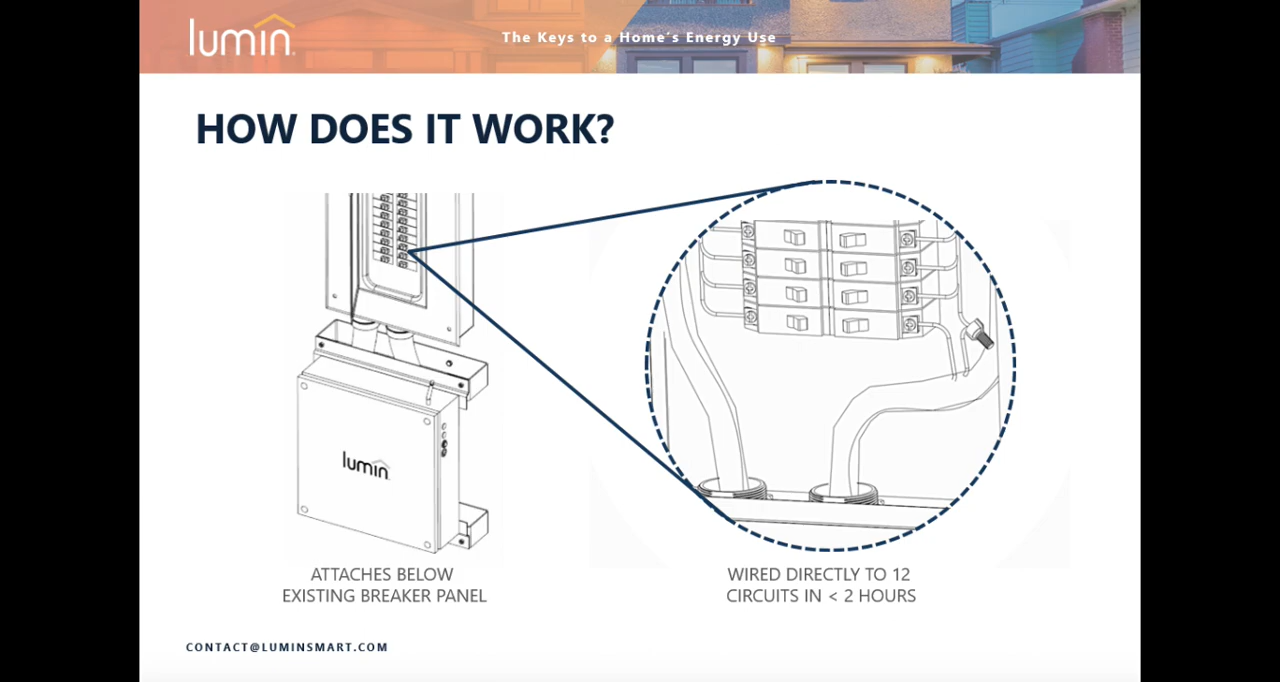 lumin
The Keys to a Home's Energy Use
HOW DOES IT WORK?
lumin
ATTACHES BELOW
EXISTING BREAKER PANEL
WIRED DIRECTLY TO 12
CIRCUITS IN < 2 HOURS
CONTACT@LUMINSMART.COM